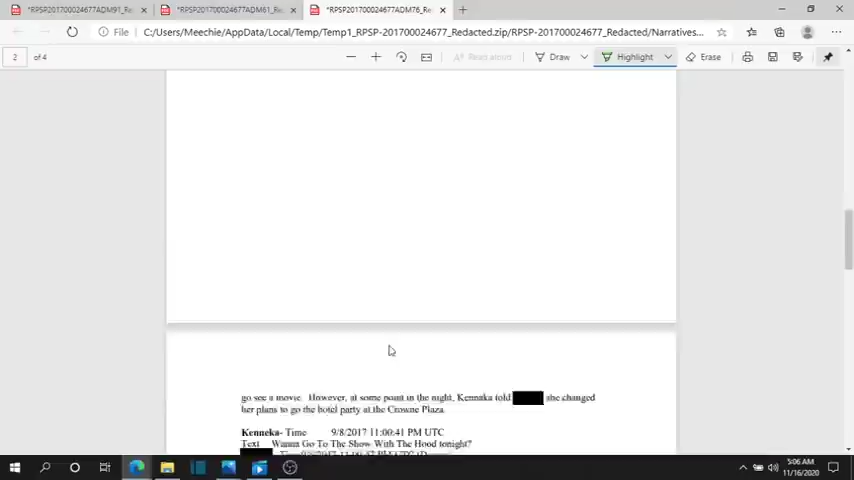 *RPSP201700024677ADM91_Re
*RPSP201700024677ADM61_Re
*RPSP201700024677ADM76_Re
File
C:/Users/Meechie/AppData/Local/Temp/Temp1_RPSP-201700024677_Redacted.zip/RPSP-201700024677_Redacted/Narratives...
2 of 4
Read aloud
Draw
Highlight
Erase
go see a movie. However, at some point in the night, Kennaka told she changed
her plans to go the hotel party at the Crowne Plaza.
Kenneka- Time 9/8/2017 11:00:41 PM UTC
Text Wanna Go To The Show With The Hood tonight?
5:06 AM
11/16/2020